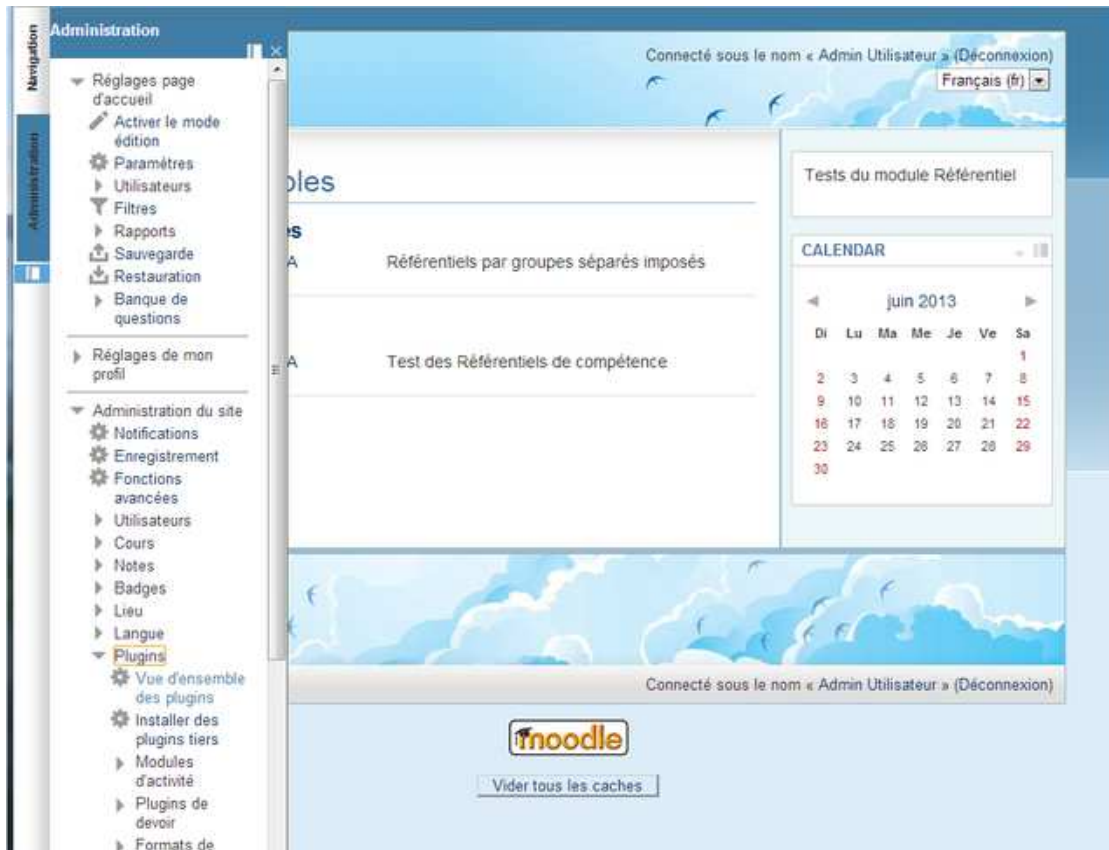 Navigation
Administration
Administration
Réglages page
d'accueil
Activer le mode
édition
Paramètres
Utilisateurs
Filtres
Rapports
Sauvegarde
Restauration
Banque de
questions
Réglages de mon
profil
Administration du site
Notifications
Enregistrement
Fonctions
avancées
Utilisateurs
Cours
Notes
Badges
Lieu
Langue
Plugins
Vue d'ensemble
des plugins
Installer des
plugins tiers
Modules
d'activité
Plugins de
devoir
Formats de
Connecté sous le nom « Admin Utilisateur » (Déconnexion)
Français (fr)
bles
s
A Référentiels par groupes séparés imposés
A Test des Référentiels de compétence
Tests du module Référentiel
CALENDAR
juin 2013
Di Lu Ma Me Je Ve Sa
1
2 3 4 5 6 7 8
9 10 11 12 13 14 15
16 17 18 19 20 21 22
23 24 25 26 27 28 29
30
Connecté sous le nom « Admin Utilisateur » (Déconnexion)
moodle
Vider tous les caches